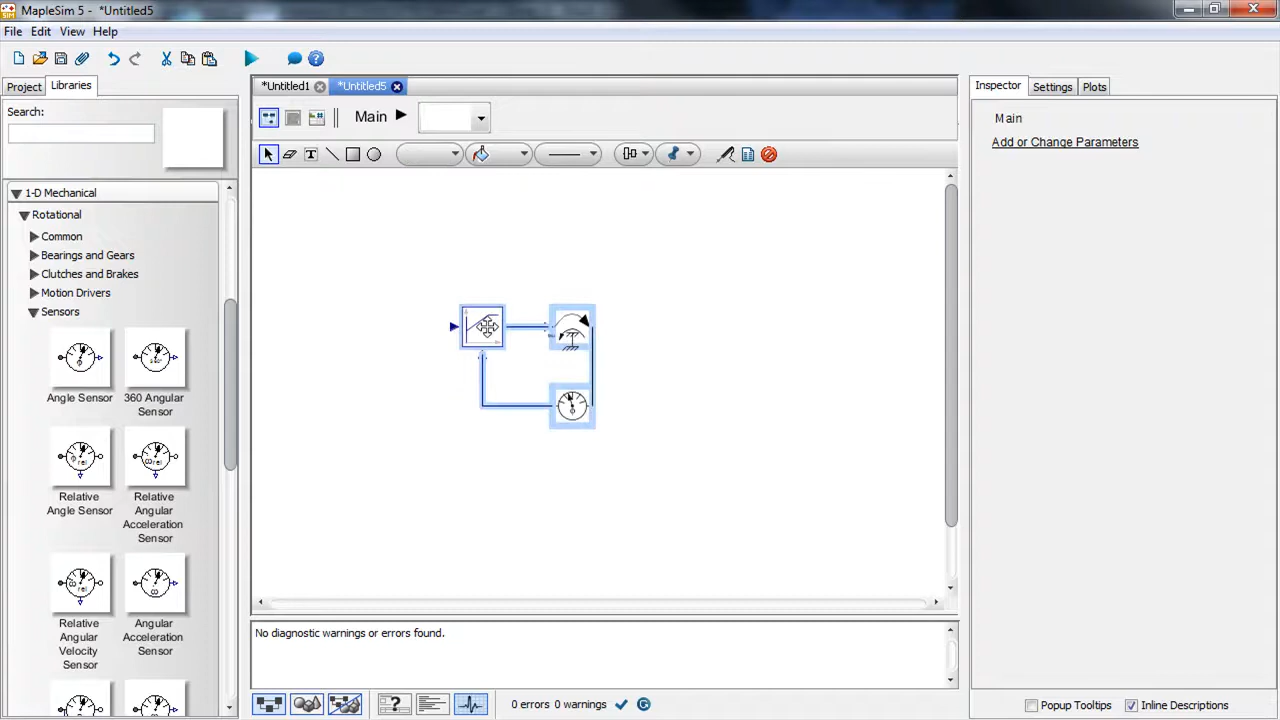 MapleSim 5 -  *Untitled5
File Edit View Help
Project Libraries
*Untitled1 *Untitled5
Inspector Settings Plots
Search:
Main
Main
Add or Change Parameters
1-D Mechanical
Rotational
Common
Bearings and Gears
Clutches and Brakes
Motion Drivers
Sensors
Angle Sensor
360 Angular
Sensor
Relative
Angle Sensor
Relative
Angular
Acceleration
Sensor
Relative
Angular
Velocity
Sensor
Angular
Acceleration
Sensor
No diagnostic warnings or errors found.
0 errors 0 warnings
Popup Tooltips Inline Descriptions